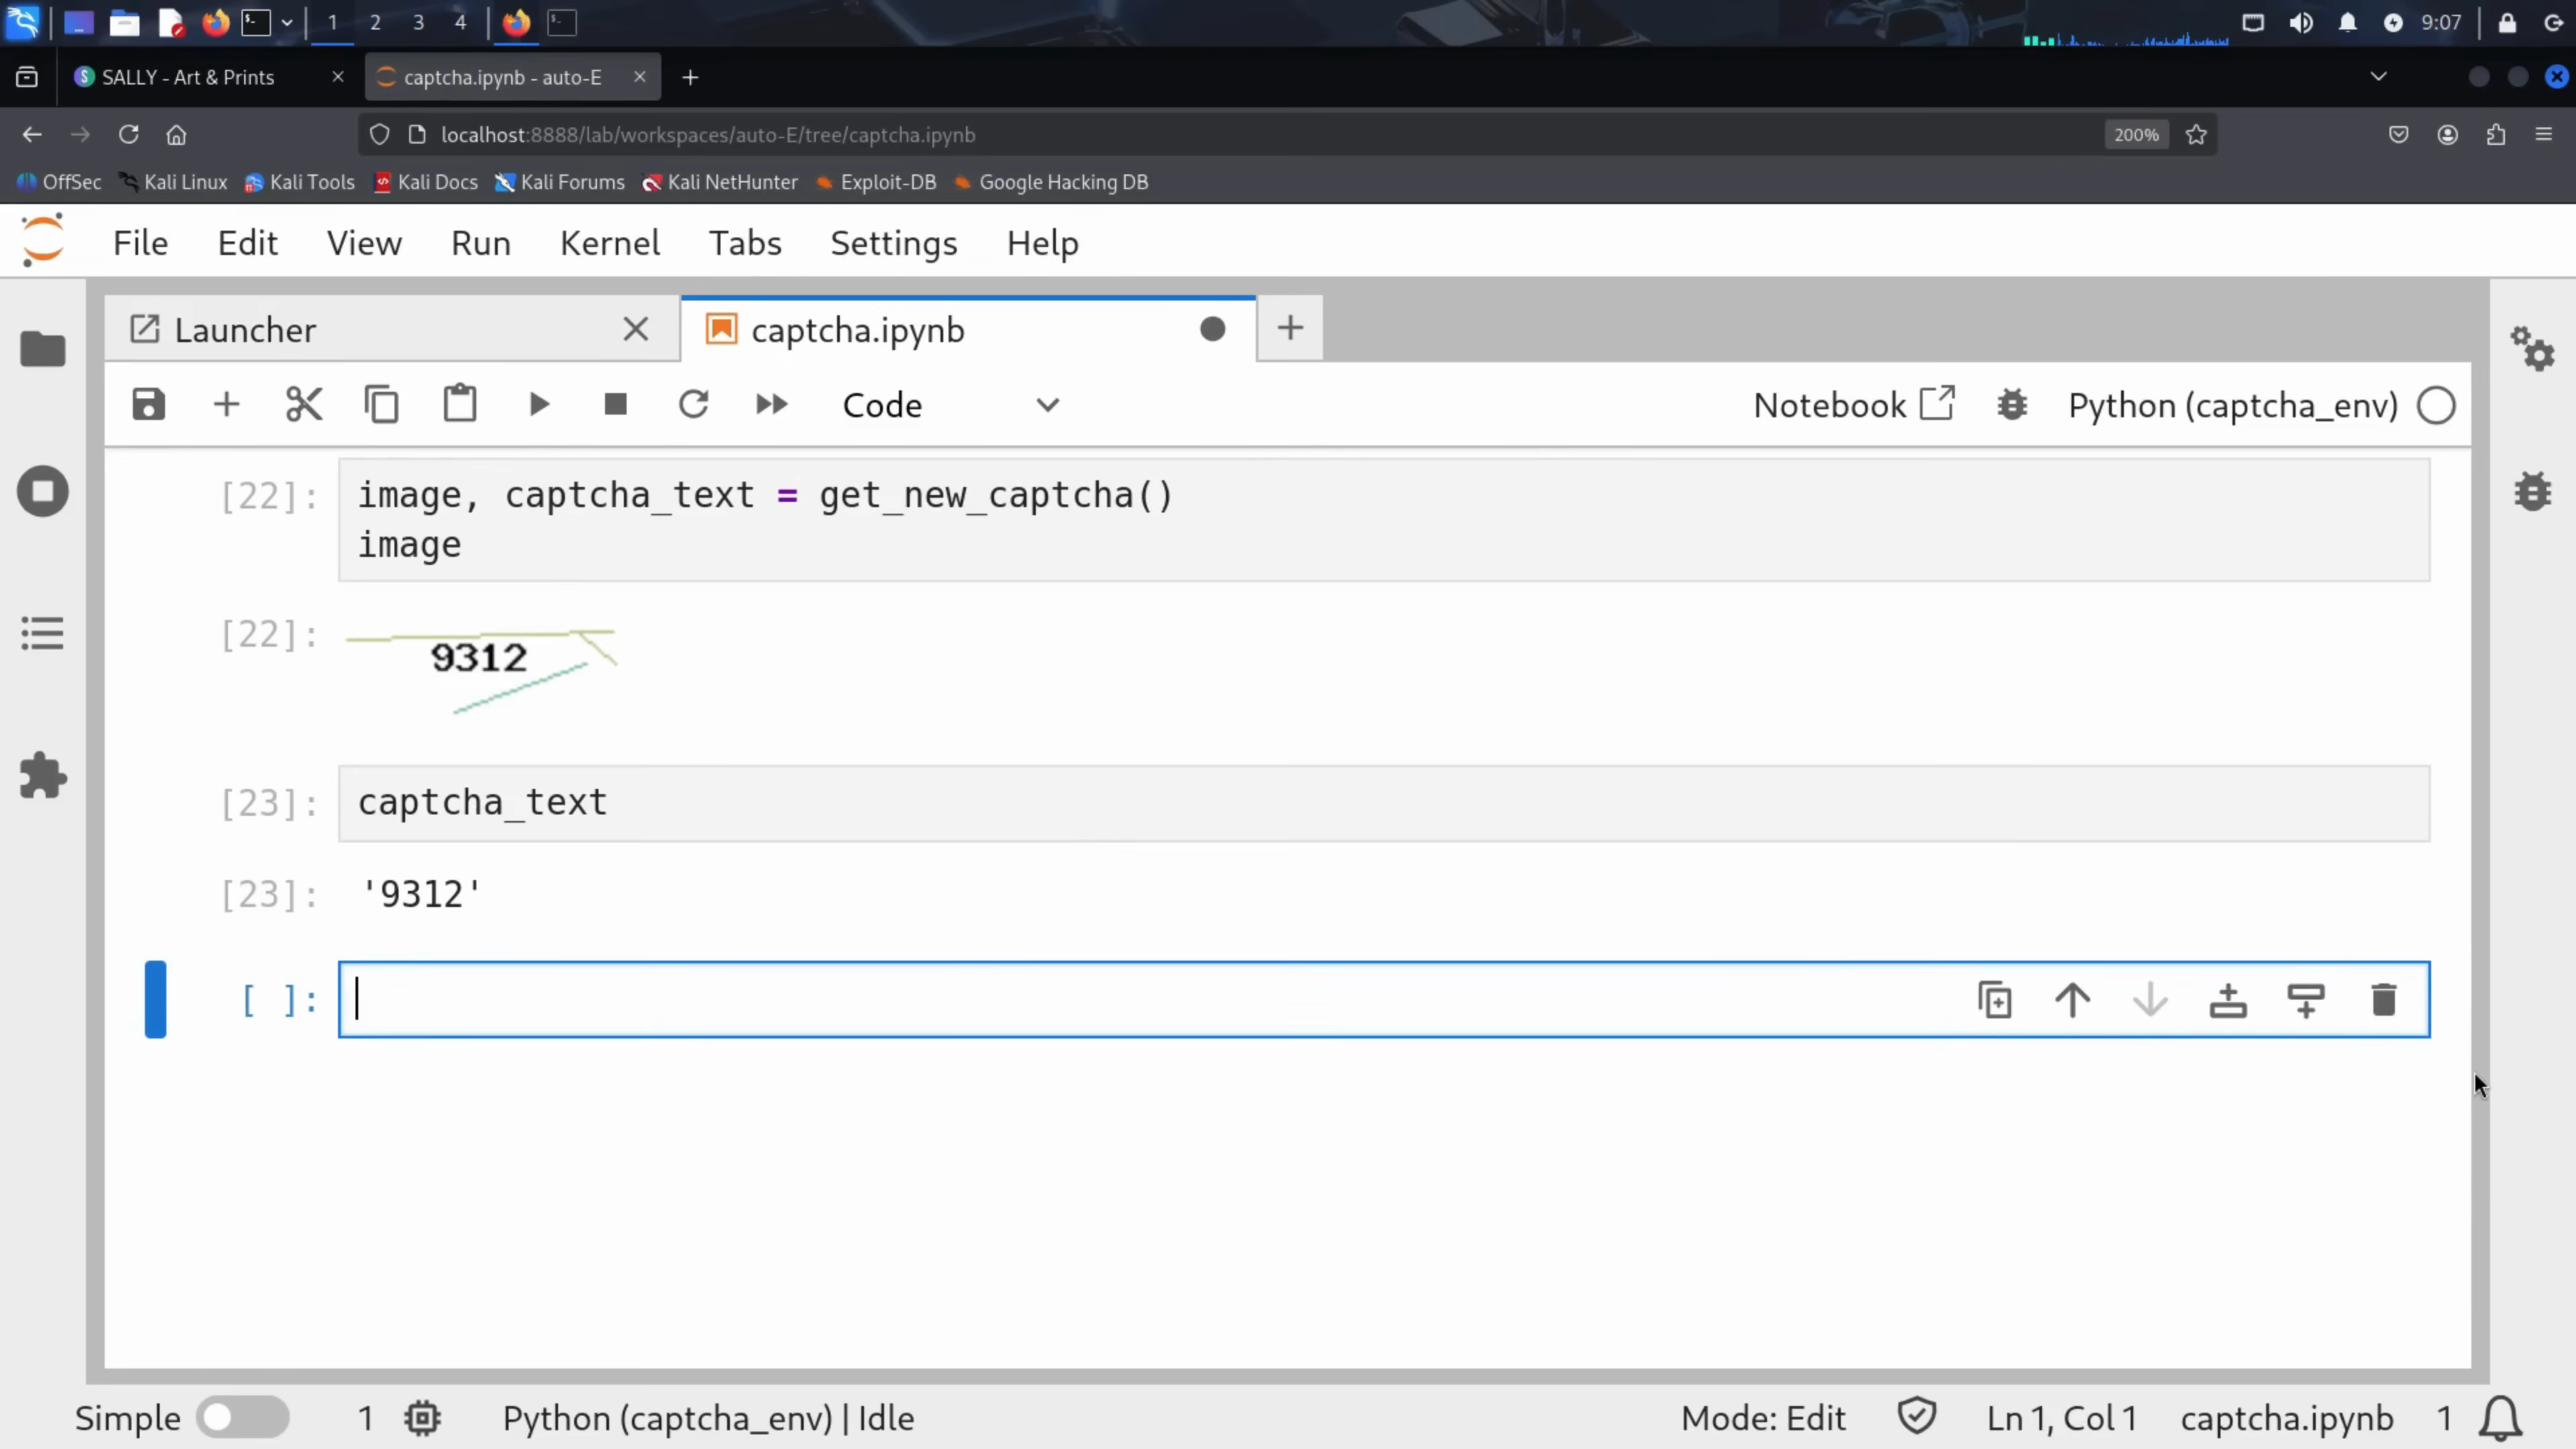 1 2 3 4 9:07
SALLY - Art & Prints captcha.ipynb - auto-E
localhost:8888/lab/workspaces/auto-E/tree/captcha.ipynb 200%
OffSec Kali Linux Kali Tools Kali Docs Kali Forums Kali NetHunter Exploit-DB Google Hacking DB
File Edit View Run Kernel Tabs Settings Help
Launcher captcha.ipynb
Code Notebook Python (captcha_env)
[22]: image, captcha_text = get_new_captcha()
image
[22]: 9312
[23]: captcha_text
[23]: '9312'
[ ]:
Simple 1 Python (captcha_env) | Idle Mode: Edit Ln 1, Col 1 captcha.ipynb 1